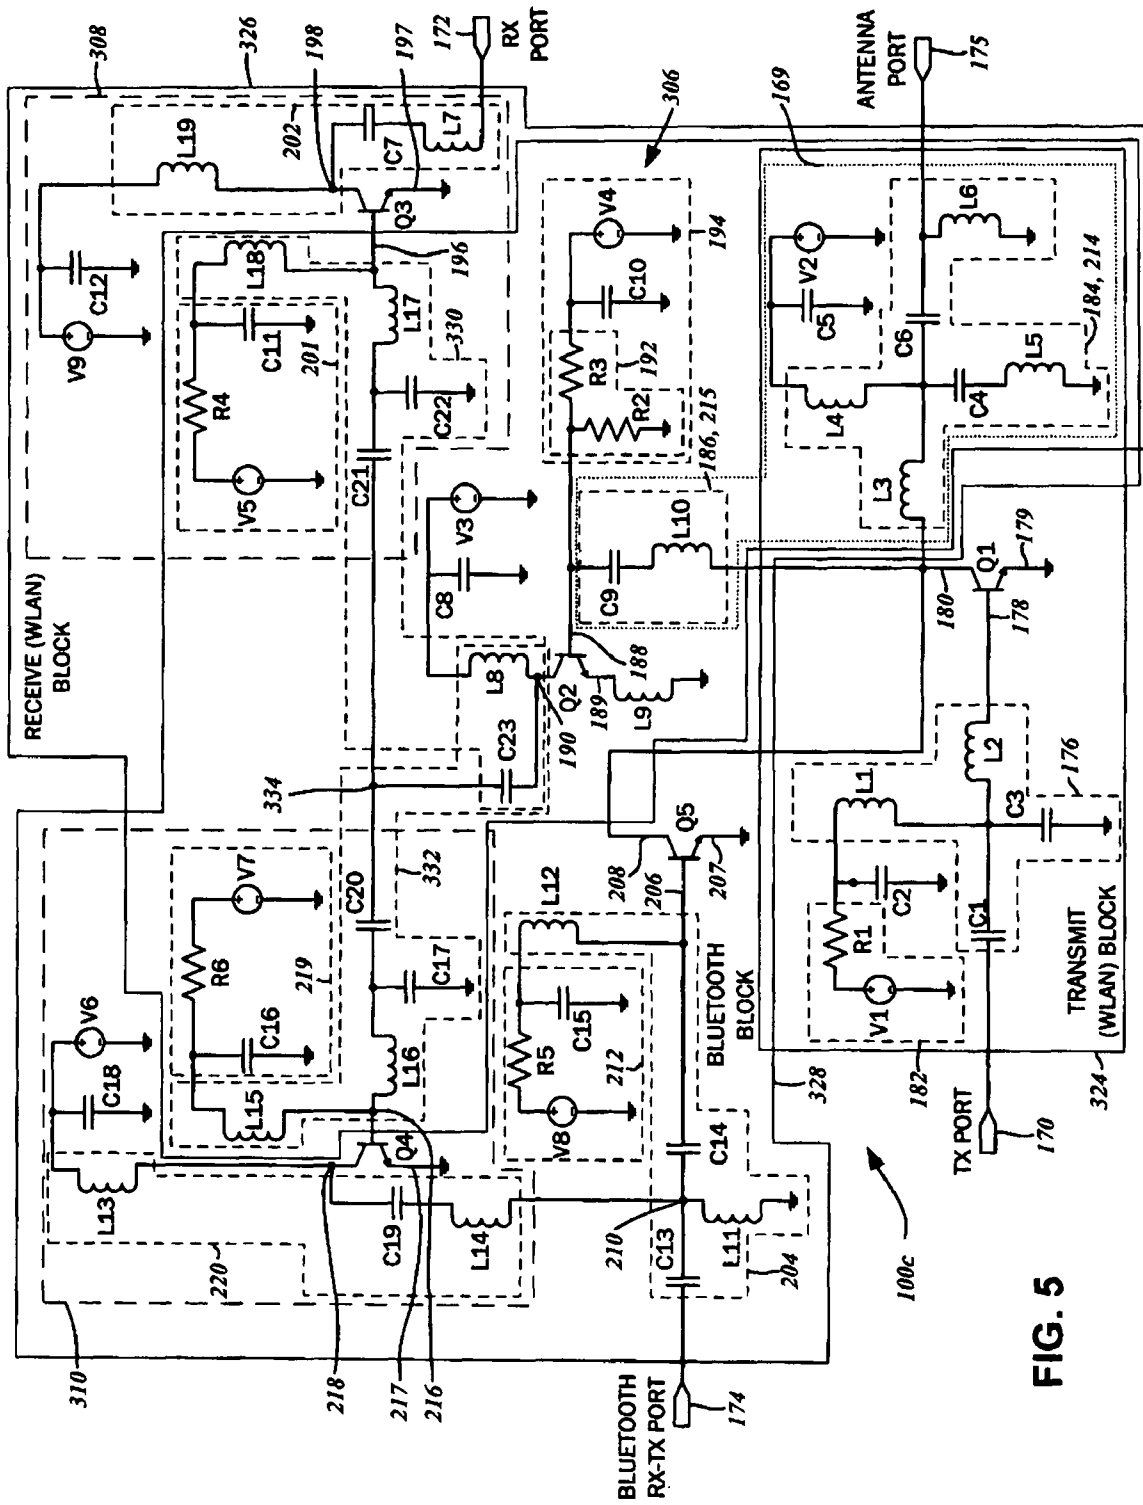 308
326
198
197
172
RX
PORT
L19
202
C7
L7
Q3
V9
C12
196
L18
C11
201
R4
V5
L17
330
C22
C21
RECEIVE (WLAN)
BLOCK
306
V4
C10
194
R3
192
R2
186, 215
V3
C8
C9
L10
L8
188
Q2
189
L9
190
C23
334
ANTENNA
PORT
175
169
V2
C5
L6
C6
184, 214
L4
C4
L5
L3
180
Q1
179
178
L1
L2
176
C3
C2
C1
R1
V1
182
TRANSMIT
(WLAN) BLOCK
324
328
TX PORT
170
V7
R6
219
C16
C20
332
C17
L16
L15
V6
C18
Q4
L13
C19
L14
220
310
218
217
216
208
206
Q5
207
L12
C15
R5
212
V8
BLUETOOTH
BLOCK
C14
210
C13
L11
204
BLUETOOTH
RX-TX PORT
174
100c
FIG. 5